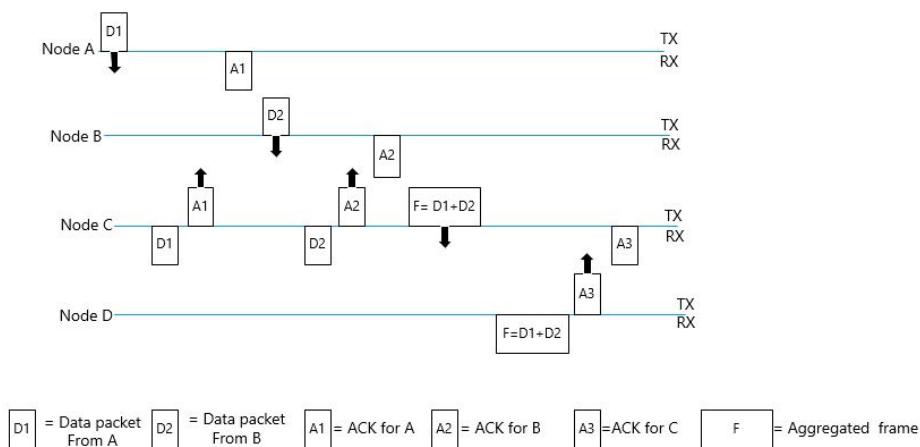 D1
Node A
TX
RX
A1
D2
Node B
TX
RX
A2
A1
A2
F= D1+D2
Node C
TX
RX
D1
D2
A3
A3
Node D
TX
RX
F=D1+D2
D1 = Data packet From A
D2 = Data packet From B
A1 = ACK for A
A2 = ACK for B
A3 =ACK for C
F = Aggregated frame